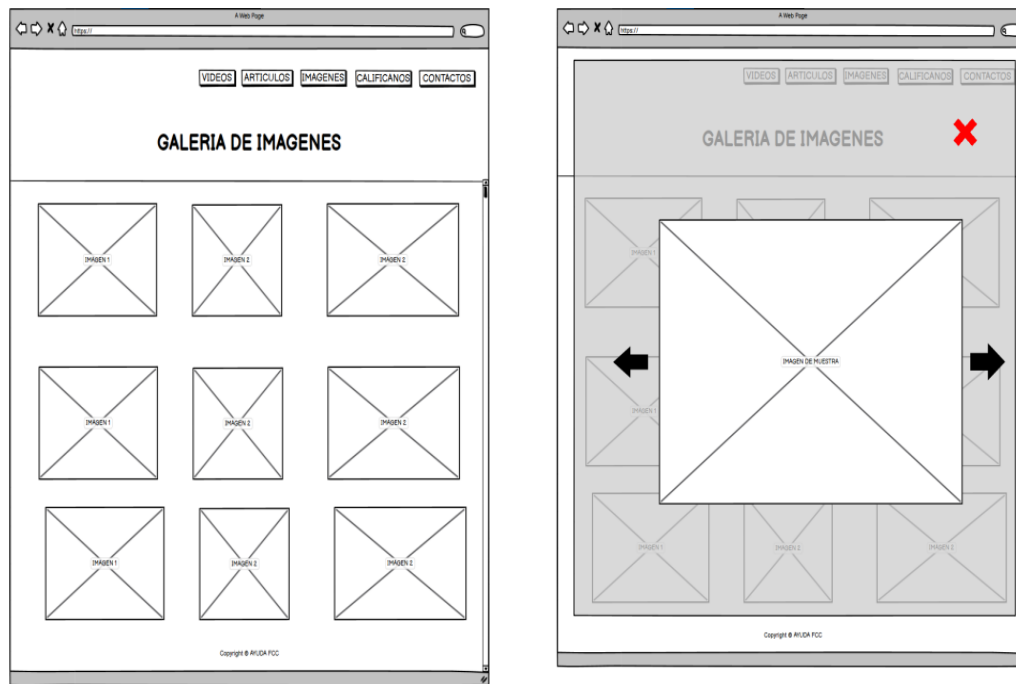 A Web Page
https://
VIDEOS ARTICULOS IMAGENES CALIFICANOS CONTACTOS
GALERIA DE IMAGENES
IMAGEN 1 IMAGEN 2 IMAGEN 2
IMAGEN 1 IMAGEN 2 IMAGEN 2
IMAGEN 1 IMAGEN 2 IMAGEN 2
Copyright © AYUDA FCC
A Web Page
https://
VIDEOS ARTICULOS IMAGENES CALIFICANOS CONTACTOS
GALERIA DE IMAGENES
IMAGEN 1
IMAGEN DE MUESTRA
IMAGEN 1
IMAGEN 1 IMAGEN 2 IMAGEN 2
Copyright © AYUDA FCC